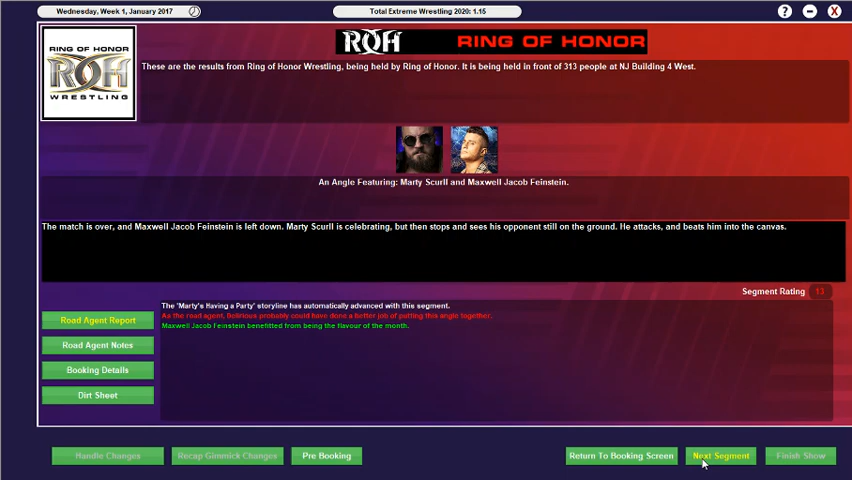 Wednesday, Week 1, January 2017
Total Extreme Wrestling 2020: 1.15
? – X
RING OF HONOR
ROH
WRESTLING
ROH RING OF HONOR
These are the results from Ring of Honor Wrestling, being held by Ring of Honor. It is being held in front of 313 people at NJ Building 4 West.
An Angle Featuring: Marty Scurll and Maxwell Jacob Feinstein.
The match is over, and Maxwell Jacob Feinstein is left down. Marty Scurll is celebrating, but then stops and sees his opponent still on the ground. He attacks, and beats him into the canvas.
Segment Rating 13
The 'Marty's Having a Party' storyline has automatically advanced with this segment.
As the road agent, Delirious probably could have done a better job of putting this angle together.
Maxwell Jacob Feinstein benefitted from being the flavour of the month.
Road Agent Report
Road Agent Notes
Booking Details
Dirt Sheet
Handle Changes
Recap Gimmick Changes
Pre Booking
Return To Booking Screen
Next Segment
Finish Show